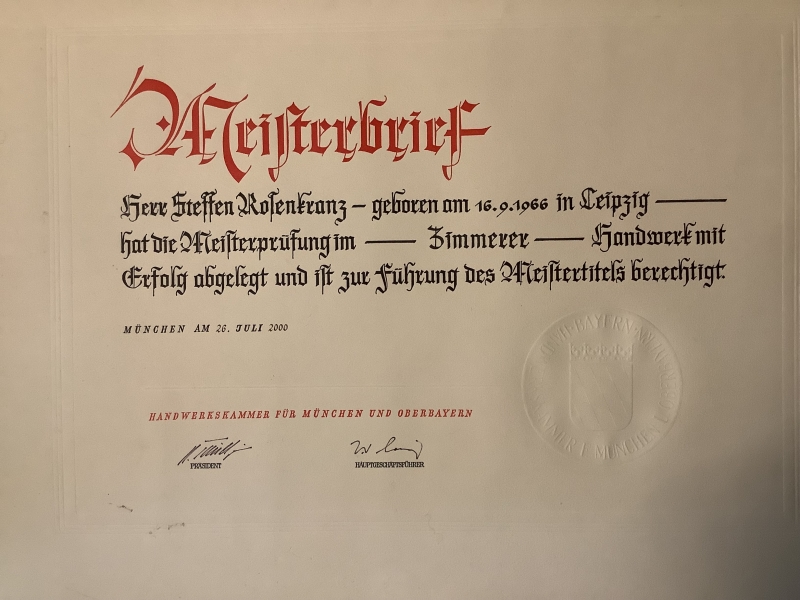 Meisterbrief
Herr Steffen Rosenkranz – geboren am 16.9.1966 in Leipzig —
hat die Meisterprüfung im — Zimmerer — Handwerk mit
Erfolg abgelegt und ist zur Führung des Meistertitels berechtigt.
MÜNCHEN AM 26. JULI 2000
HANDWERKSKAMMER FÜR MÜNCHEN UND OBERBAYERN
PRÄSIDENT
HAUPTGESCHÄFTSFÜHRER